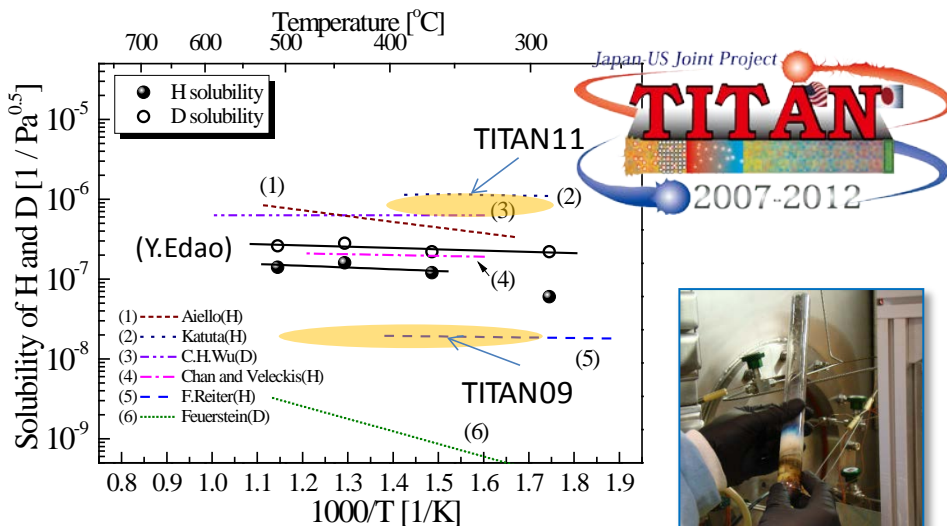 Temperature [°C]
700 600 500 400 300
Solubility of H and D [1 / Pa^0.5]
10^-5
10^-6
10^-7
10^-8
10^-9
H solubility
D solubility
TITAN11
(1)
(2)
(3)
(Y.Edao)
(4)
(1) Aiello(H)
(2) Katuta(H)
(3) C.H.Wu(D)
(4) Chan and Veleckis(H)
(5) F.Reiter(H)
(6) Feuerstein(D)
(5)
TITAN09
(6)
0.8 0.9 1.0 1.1 1.2 1.3 1.4 1.5 1.6 1.7 1.8 1.9
1000/T [1/K]
Japan-US Joint Project
TITAN
2007-2012